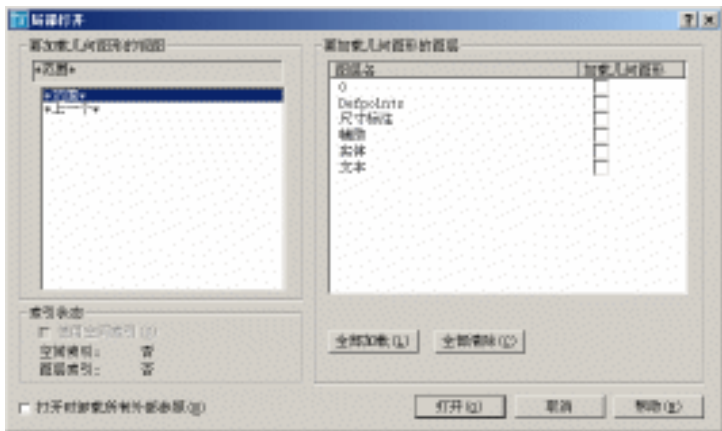 局部打开
要加载几何图形的视图
*范围*
*范围*
*上一个*
要加载几何图形的图层
图层名
加载几何图形
0
Defpoints
尺寸标注
辅助
实体
文本
索引状态
使用空间索引(I)
空间索引: 否
图层索引: 否
全部加载(L)
全部清除(C)
打开时卸载所有外部参照(U)
打开(O)
取消
帮助(H)